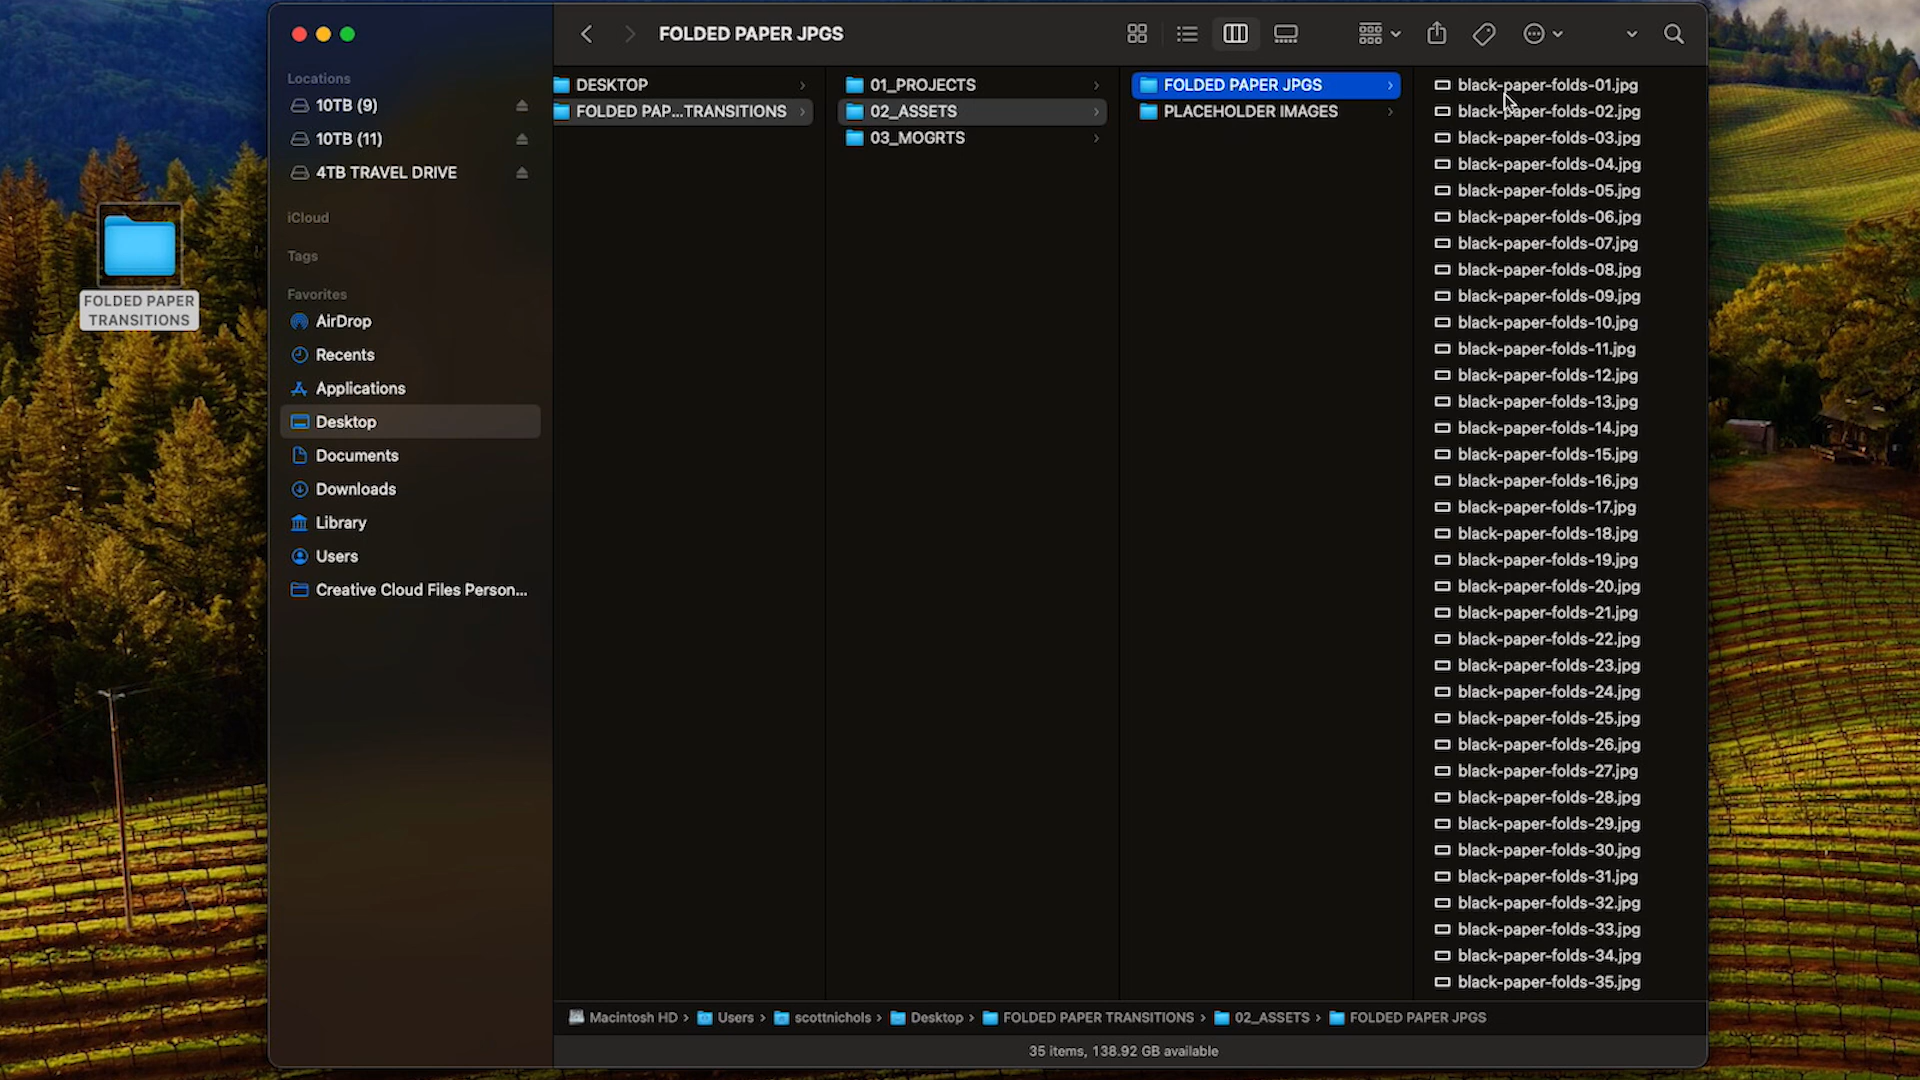 FOLDED PAPER
TRANSITIONS
Locations
10TB (9)
10TB (11)
4TB TRAVEL DRIVE
iCloud
Tags
Favorites
AirDrop
Recents
Applications
Desktop
Documents
Downloads
Library
Users
Creative Cloud Files Person...
FOLDED PAPER JPGS
DESKTOP
FOLDED PAP...TRANSITIONS
01_PROJECTS
02_ASSETS
03_MOGRTS
FOLDED PAPER JPGS
PLACEHOLDER IMAGES
black-paper-folds-01.jpg
black-paper-folds-02.jpg
black-paper-folds-03.jpg
black-paper-folds-04.jpg
black-paper-folds-05.jpg
black-paper-folds-06.jpg
black-paper-folds-07.jpg
black-paper-folds-08.jpg
black-paper-folds-09.jpg
black-paper-folds-10.jpg
black-paper-folds-11.jpg
black-paper-folds-12.jpg
black-paper-folds-13.jpg
black-paper-folds-14.jpg
black-paper-folds-15.jpg
black-paper-folds-16.jpg
black-paper-folds-17.jpg
black-paper-folds-18.jpg
black-paper-folds-19.jpg
black-paper-folds-20.jpg
black-paper-folds-21.jpg
black-paper-folds-22.jpg
black-paper-folds-23.jpg
black-paper-folds-24.jpg
black-paper-folds-25.jpg
black-paper-folds-26.jpg
black-paper-folds-27.jpg
black-paper-folds-28.jpg
black-paper-folds-29.jpg
black-paper-folds-30.jpg
black-paper-folds-31.jpg
black-paper-folds-32.jpg
black-paper-folds-33.jpg
black-paper-folds-34.jpg
black-paper-folds-35.jpg
Macintosh HD › Users › scottnichols › Desktop › FOLDED PAPER TRANSITIONS › 02_ASSETS › FOLDED PAPER JPGS
35 items, 138.92 GB available